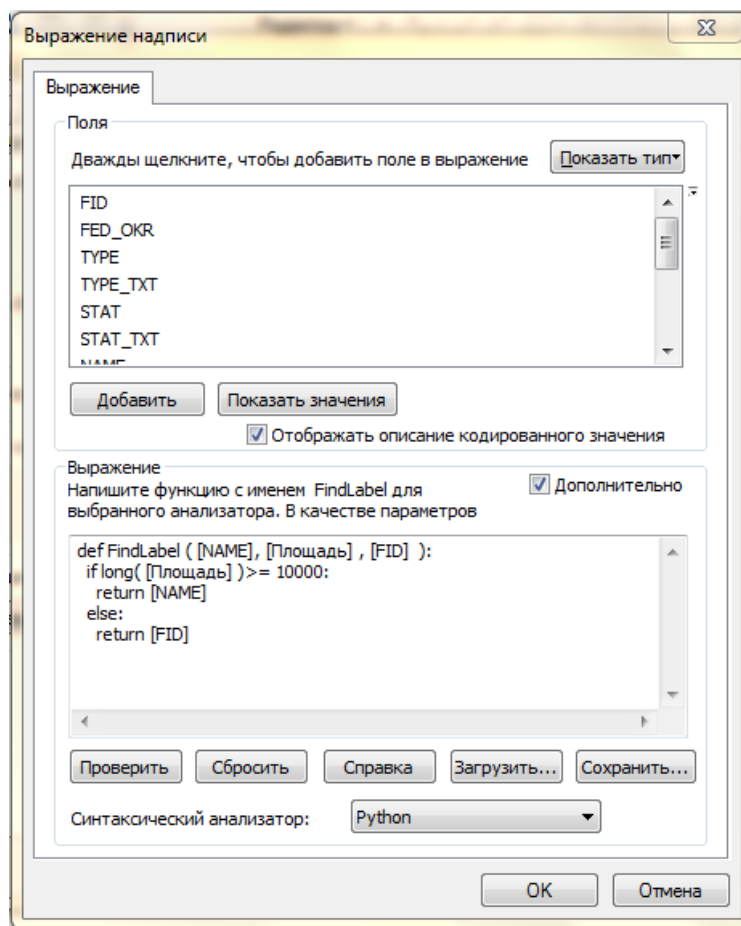 Выражение надписи
Выражение
Поля
Дважды щелкните, чтобы добавить поле в выражение
Показать тип
FID
FED_OKR
TYPE
TYPE_TXT
STAT
STAT_TXT
NAME
Добавить
Показать значения
Отображать описание кодированного значения
Выражение
Напишите функцию с именем FindLabel для
Дополнительно
выбранного анализатора. В качестве параметров
def FindLabel ( [NAME], [Площадь] , [FID] ):
if long( [Площадь] )>= 10000:
return [NAME]
else:
return [FID]
Проверить
Сбросить
Справка
Загрузить...
Сохранить...
Синтаксический анализатор:
Python
OK
Отмена